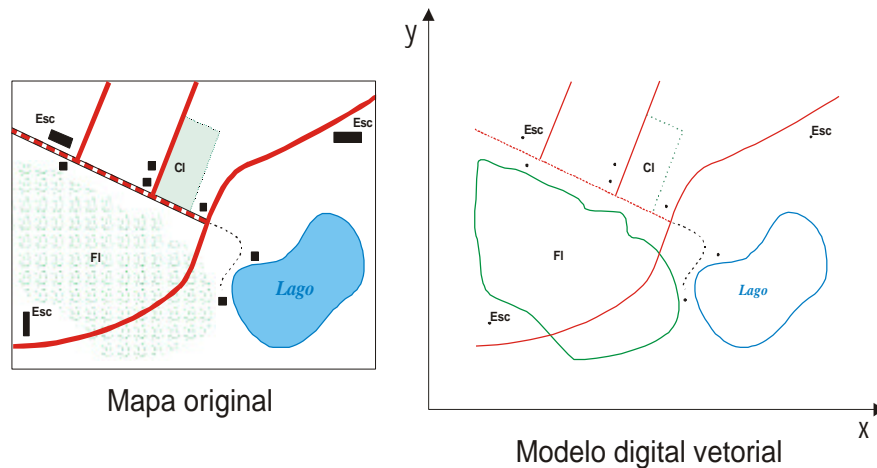 Esc
Esc
Cl
Fl
Lago
Esc
Mapa original
y
Esc
Esc
Cl
Fl
Lago
Esc
x
Modelo digital vetorial